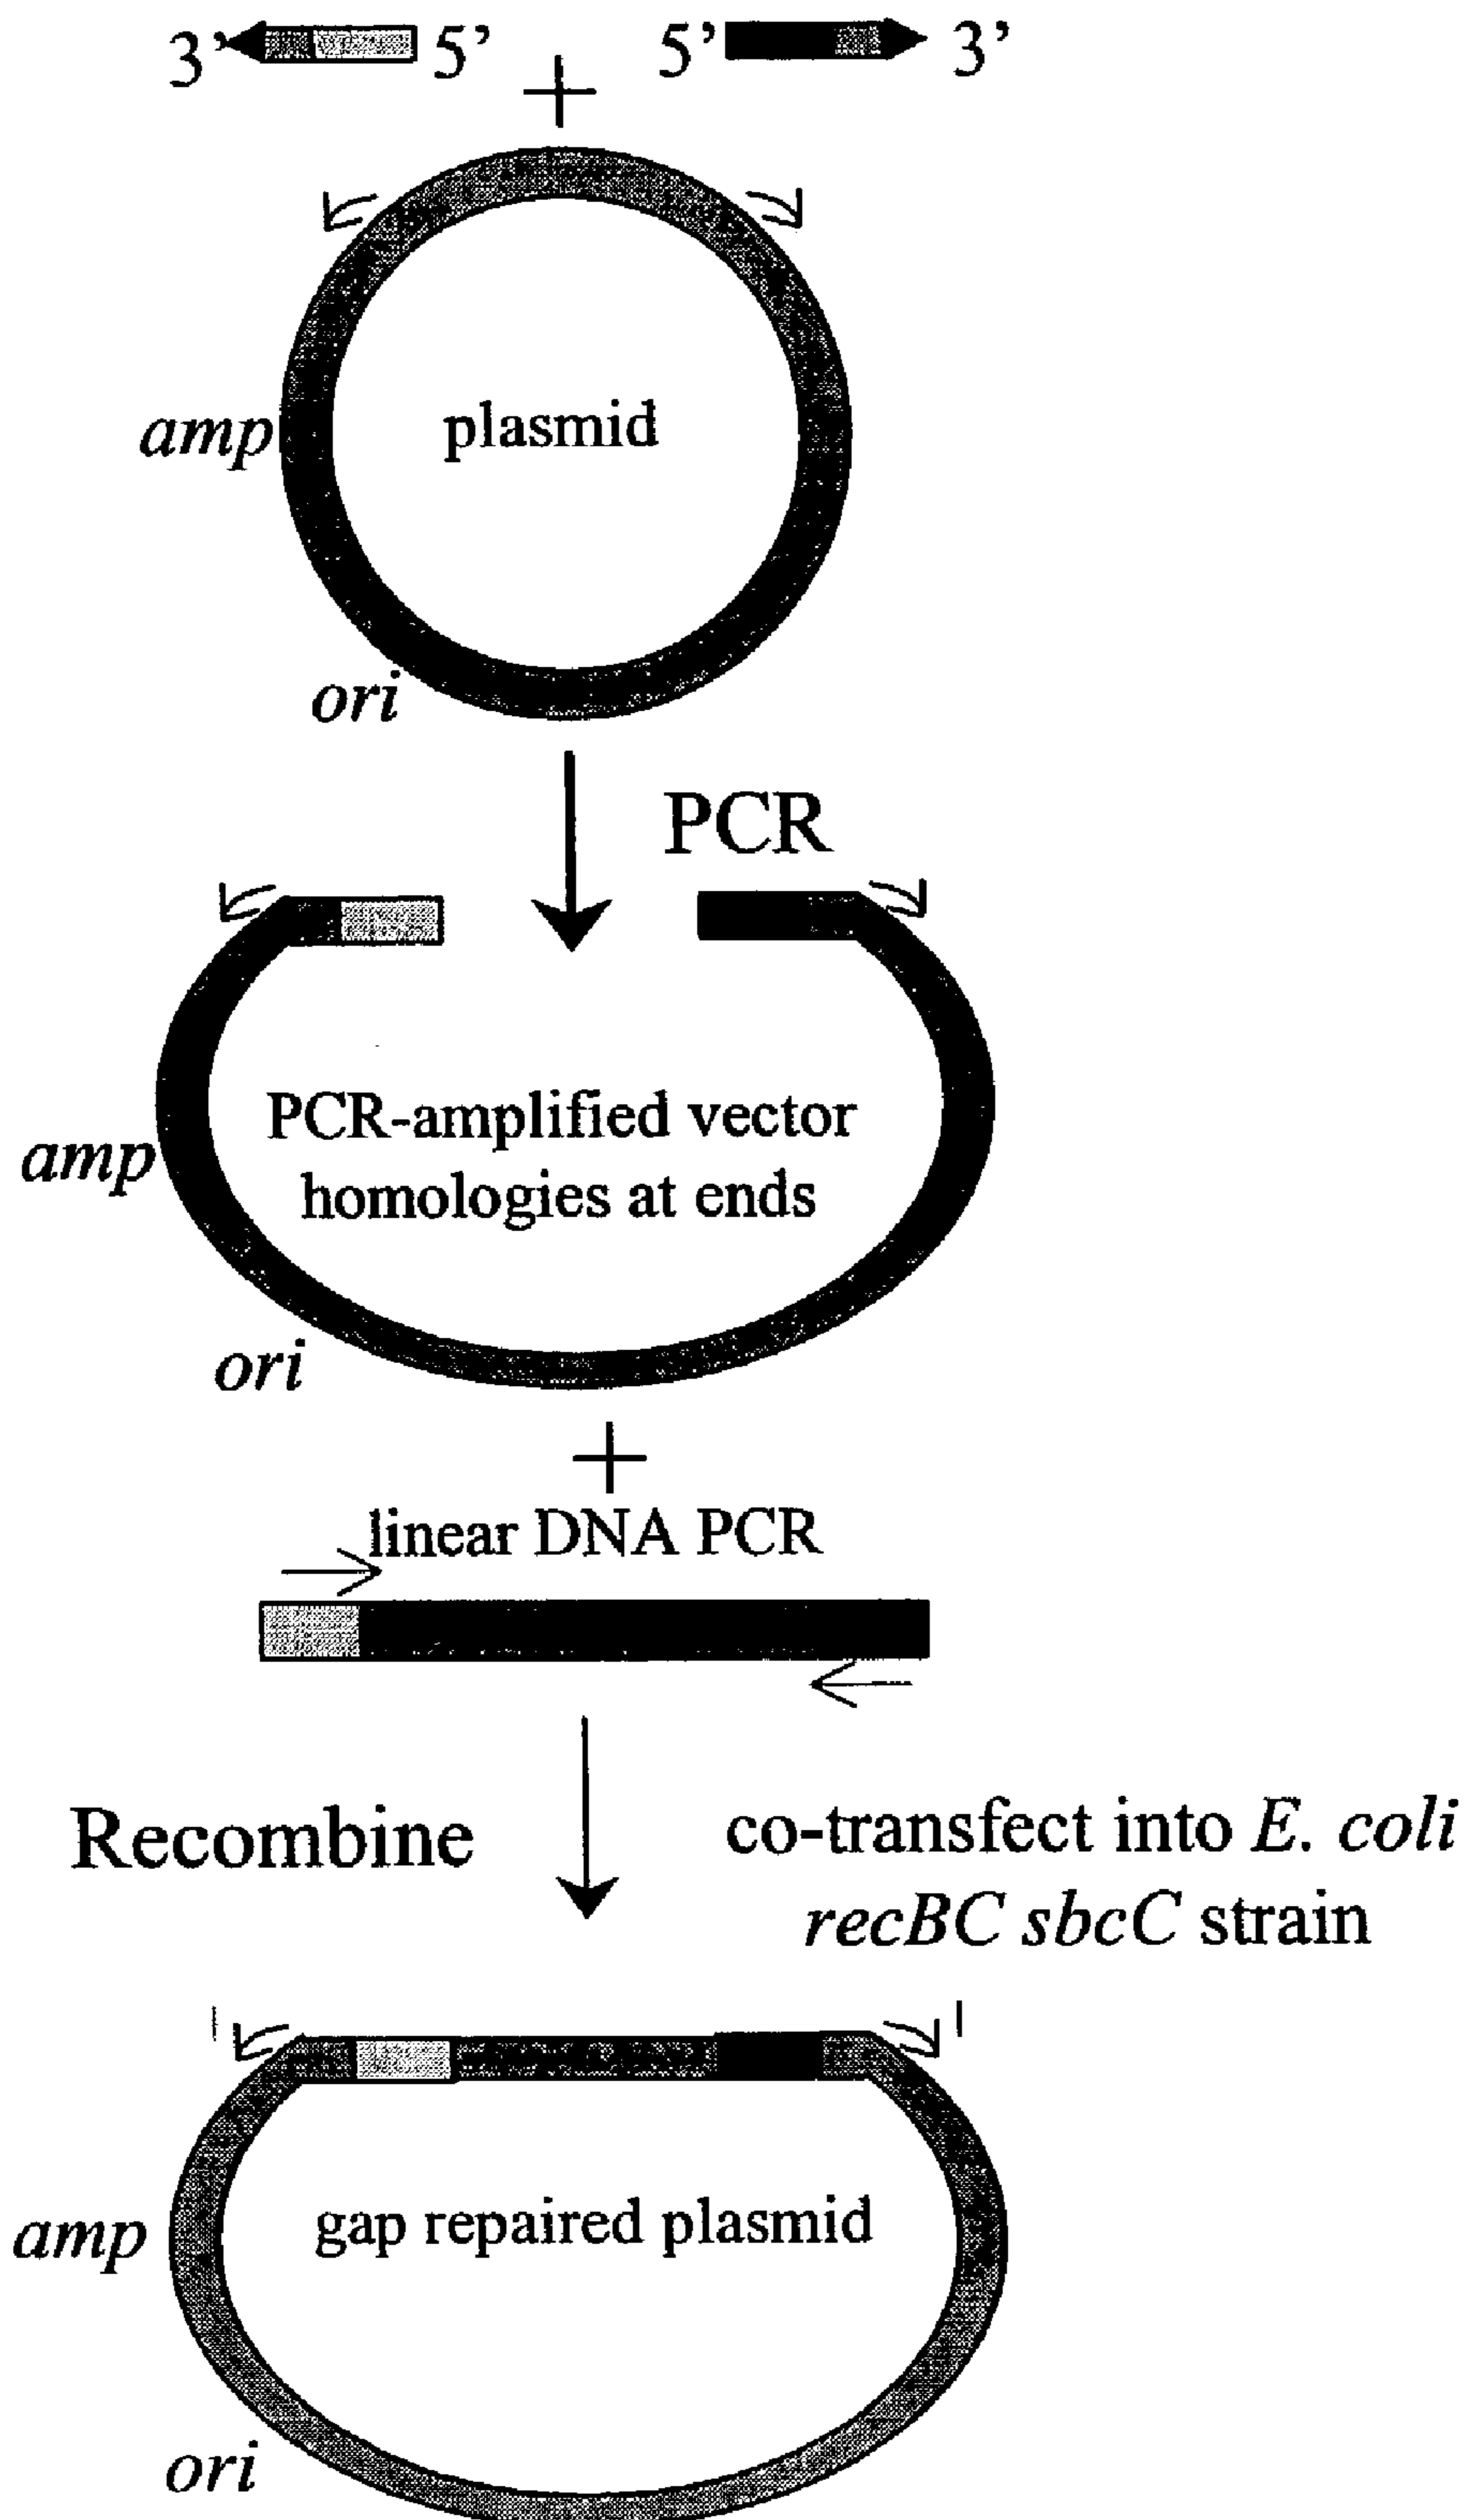 3' 5' 5' 3'
+
amp
plasmid
ori
PCR
PCR-amplified vector
homologies at ends
amp
ori
+
linear DNA PCR
Recombine
co-transfect into E. coli
recBC sbcC strain
amp
gap repaired plasmid
ori